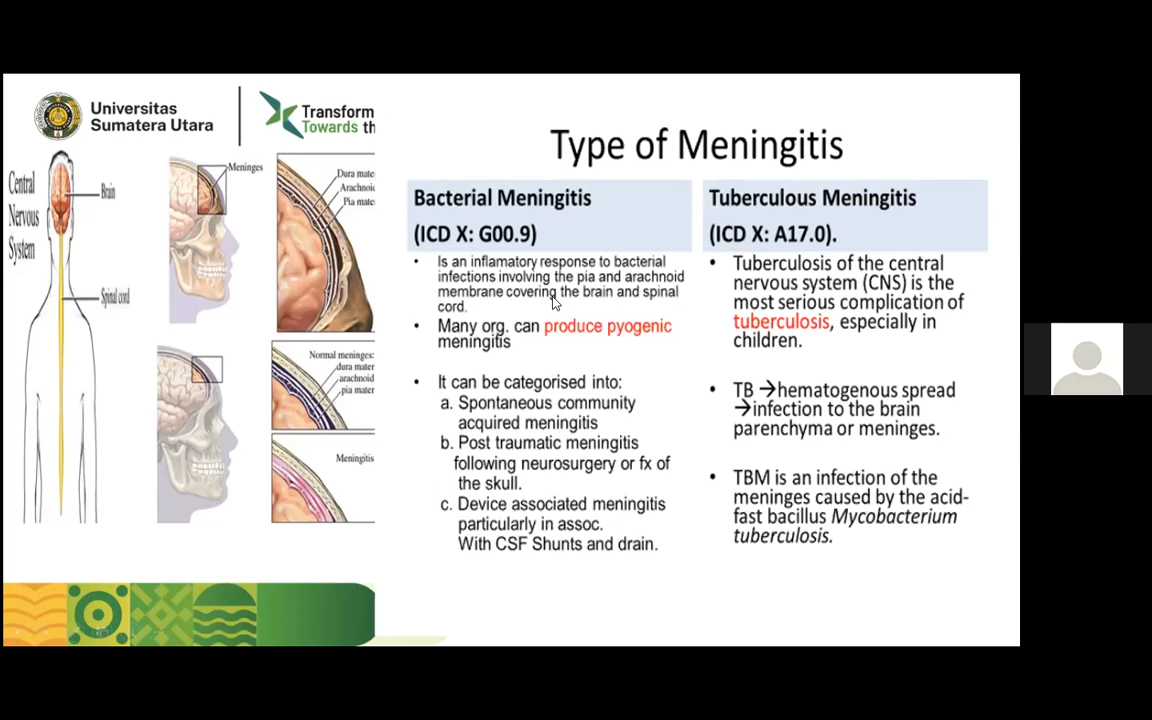 Universitas
Sumatera Utara
Transform
Towards th
Central
Nervous
System
Brain
Spinal cord
Meninges
Dura mate
Arachnoid
Pia mater
Normal meninges:
dura mater
arachnoid
pia mater
Meningitis
Type of Meningitis
Bacterial Meningitis
(ICD X: G00.9)
• Is an inflamatory response to bacterial
infections involving the pia and arachnoid
membrane covering the brain and spinal
cord.
• Many org. can produce pyogenic
meningitis
• It can be categorised into:
a. Spontaneous community
acquired meningitis
b. Post traumatic meningitis
following neurosurgery or fx of
the skull.
c. Device associated meningitis
particularly in assoc.
With CSF Shunts and drain.
Tuberculous Meningitis
(ICD X: A17.0).
• Tuberculosis of the central
nervous system (CNS) is the
most serious complication of
tuberculosis, especially in
children.
• TB →hematogenous spread
→infection to the brain
parenchyma or meninges.
• TBM is an infection of the
meninges caused by the acid-
fast bacillus Mycobacterium
tuberculosis.